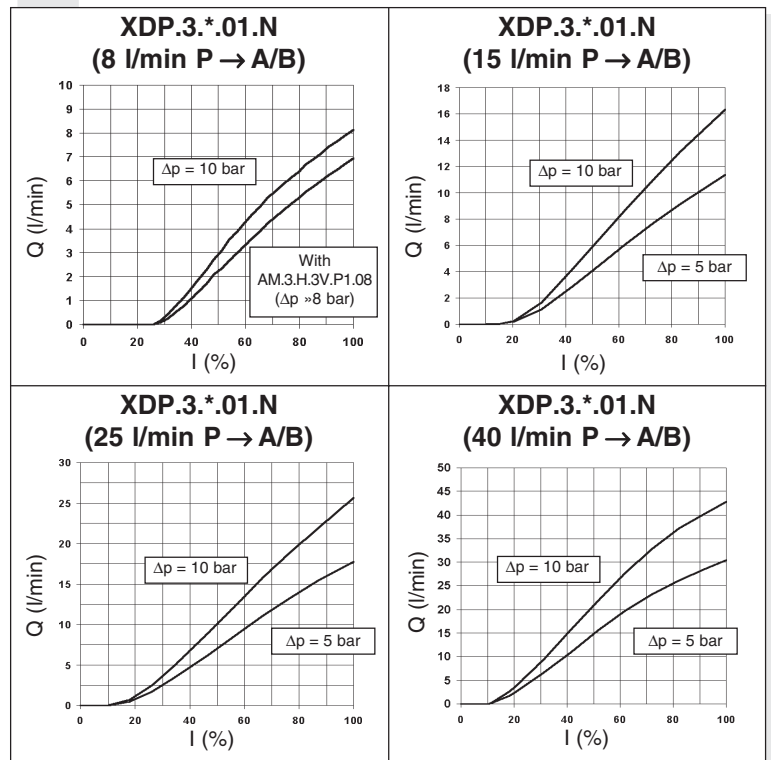 XDP.3.*.01.N
(8 l/min P → A/B)
10
9
8
7
6
5
4
3
2
1
0
Q (l/min)
Δp = 10 bar
With
AM.3.H.3V.P1.08
(Δp »8 bar)
0 20 40 60 80 100
I (%)
XDP.3.*.01.N
(15 l/min P → A/B)
18
16
14
12
10
8
6
4
2
0
Q (l/min)
Δp = 10 bar
Δp = 5 bar
0 20 40 60 80 100
I (%)
XDP.3.*.01.N
(25 l/min P → A/B)
30
25
20
15
10
5
0
Q (l/min)
Δp = 10 bar
Δp = 5 bar
0 20 40 60 80 100
I (%)
XDP.3.*.01.N
(40 l/min P → A/B)
50
45
40
35
30
25
20
15
10
5
0
Q (l/min)
Δp = 10 bar
Δp = 5 bar
0 20 40 60 80 100
I (%)